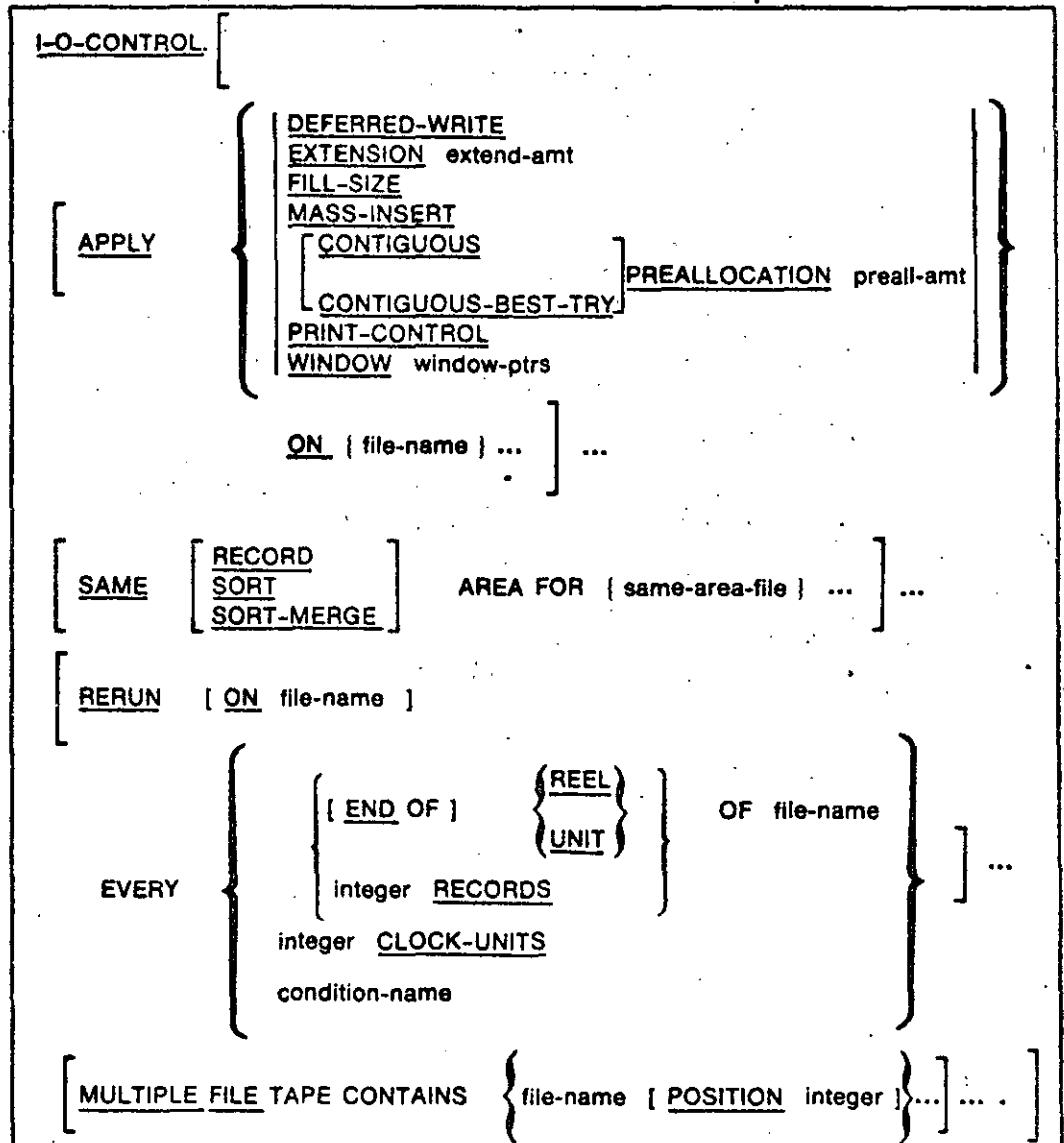 I-O-CONTROL. [
DEFERRED-WRITE
EXTENSION extend-amt
FILL-SIZE
MASS-INSERT
[ APPLY { [ CONTIGUOUS
CONTIGUOUS-BEST-TRY ] PREALLOCATION preall-amt }
PRINT-CONTROL
WINDOW window-ptrs
ON { file-name } ... ] ...
[ SAME [ RECORD
SORT
SORT-MERGE ] AREA FOR { same-area-file } ... ] ...
[ RERUN [ ON file-name ]
EVERY { { [ END OF ] { REEL
UNIT } OF file-name
integer RECORDS }
integer CLOCK-UNITS
condition-name } ] ...
[ MULTIPLE FILE TAPE CONTAINS { file-name [ POSITION integer ] } ... ] ... . ]